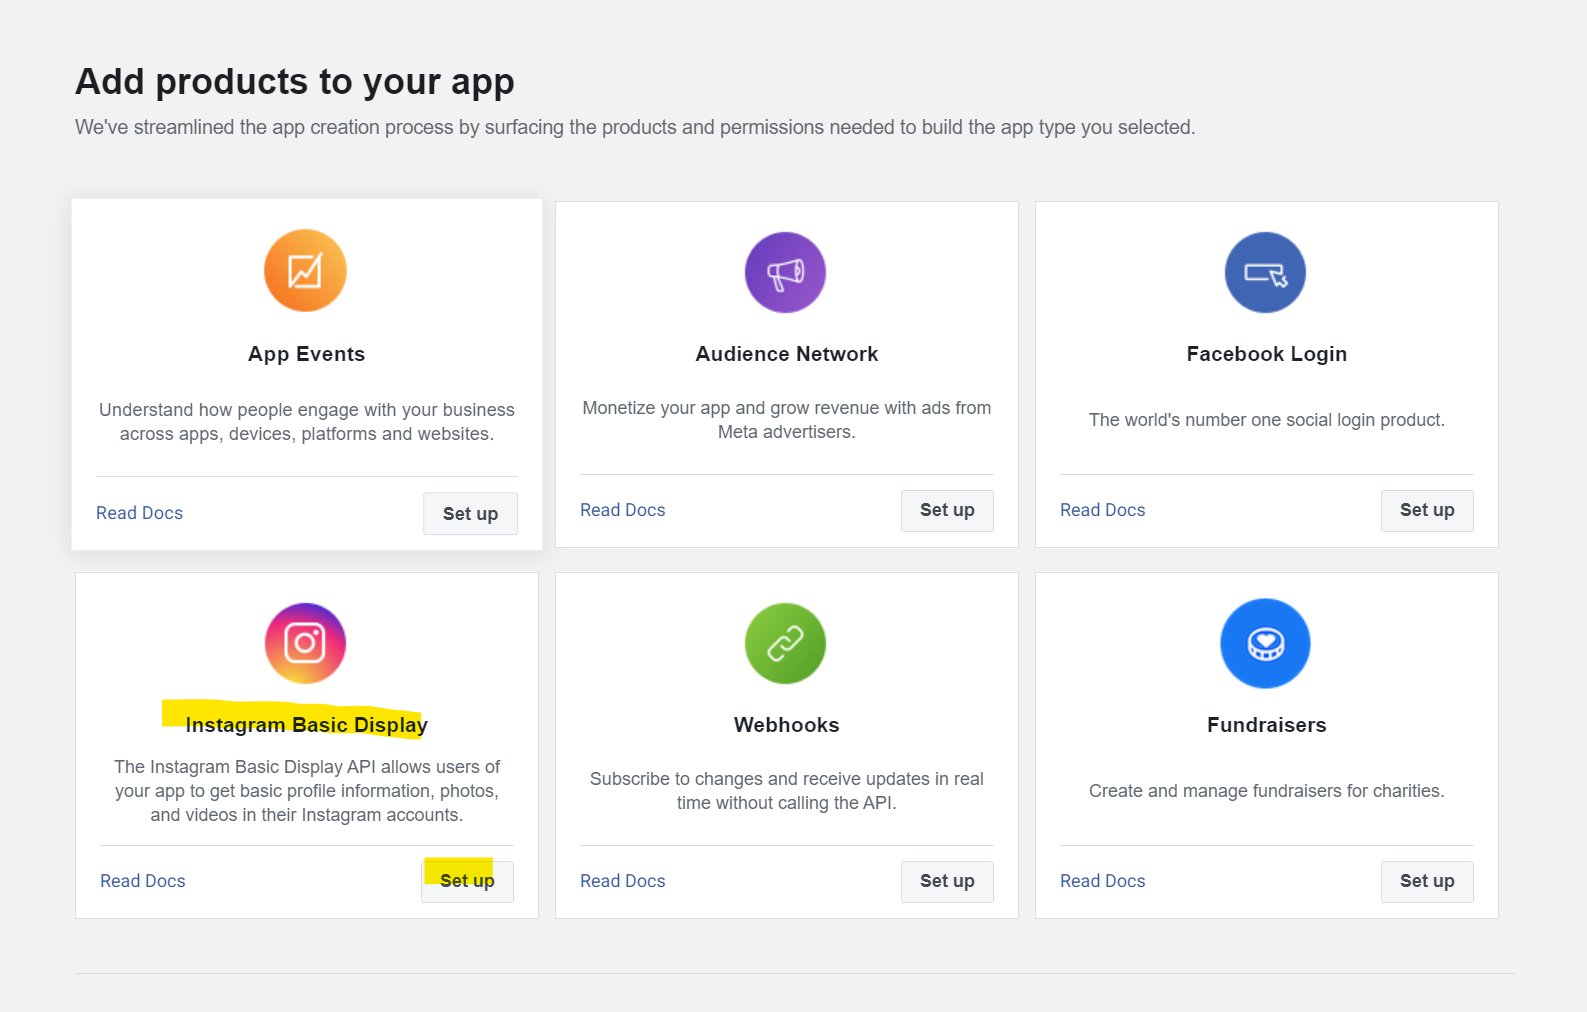 Add products to your app
We've streamlined the app creation process by surfacing the products and permissions needed to build the app type you selected.
App Events
Understand how people engage with your business
across apps, devices, platforms and websites.
Read Docs
Set up
Audience Network
Monetize your app and grow revenue with ads from
Meta advertisers.
Read Docs
Set up
Facebook Login
The world's number one social login product.
Read Docs
Set up
Instagram Basic Display
The Instagram Basic Display API allows users of
your app to get basic profile information, photos,
and videos in their Instagram accounts.
Read Docs
Set up
Webhooks
Subscribe to changes and receive updates in real
time without calling the API.
Read Docs
Set up
Fundraisers
Create and manage fundraisers for charities.
Read Docs
Set up